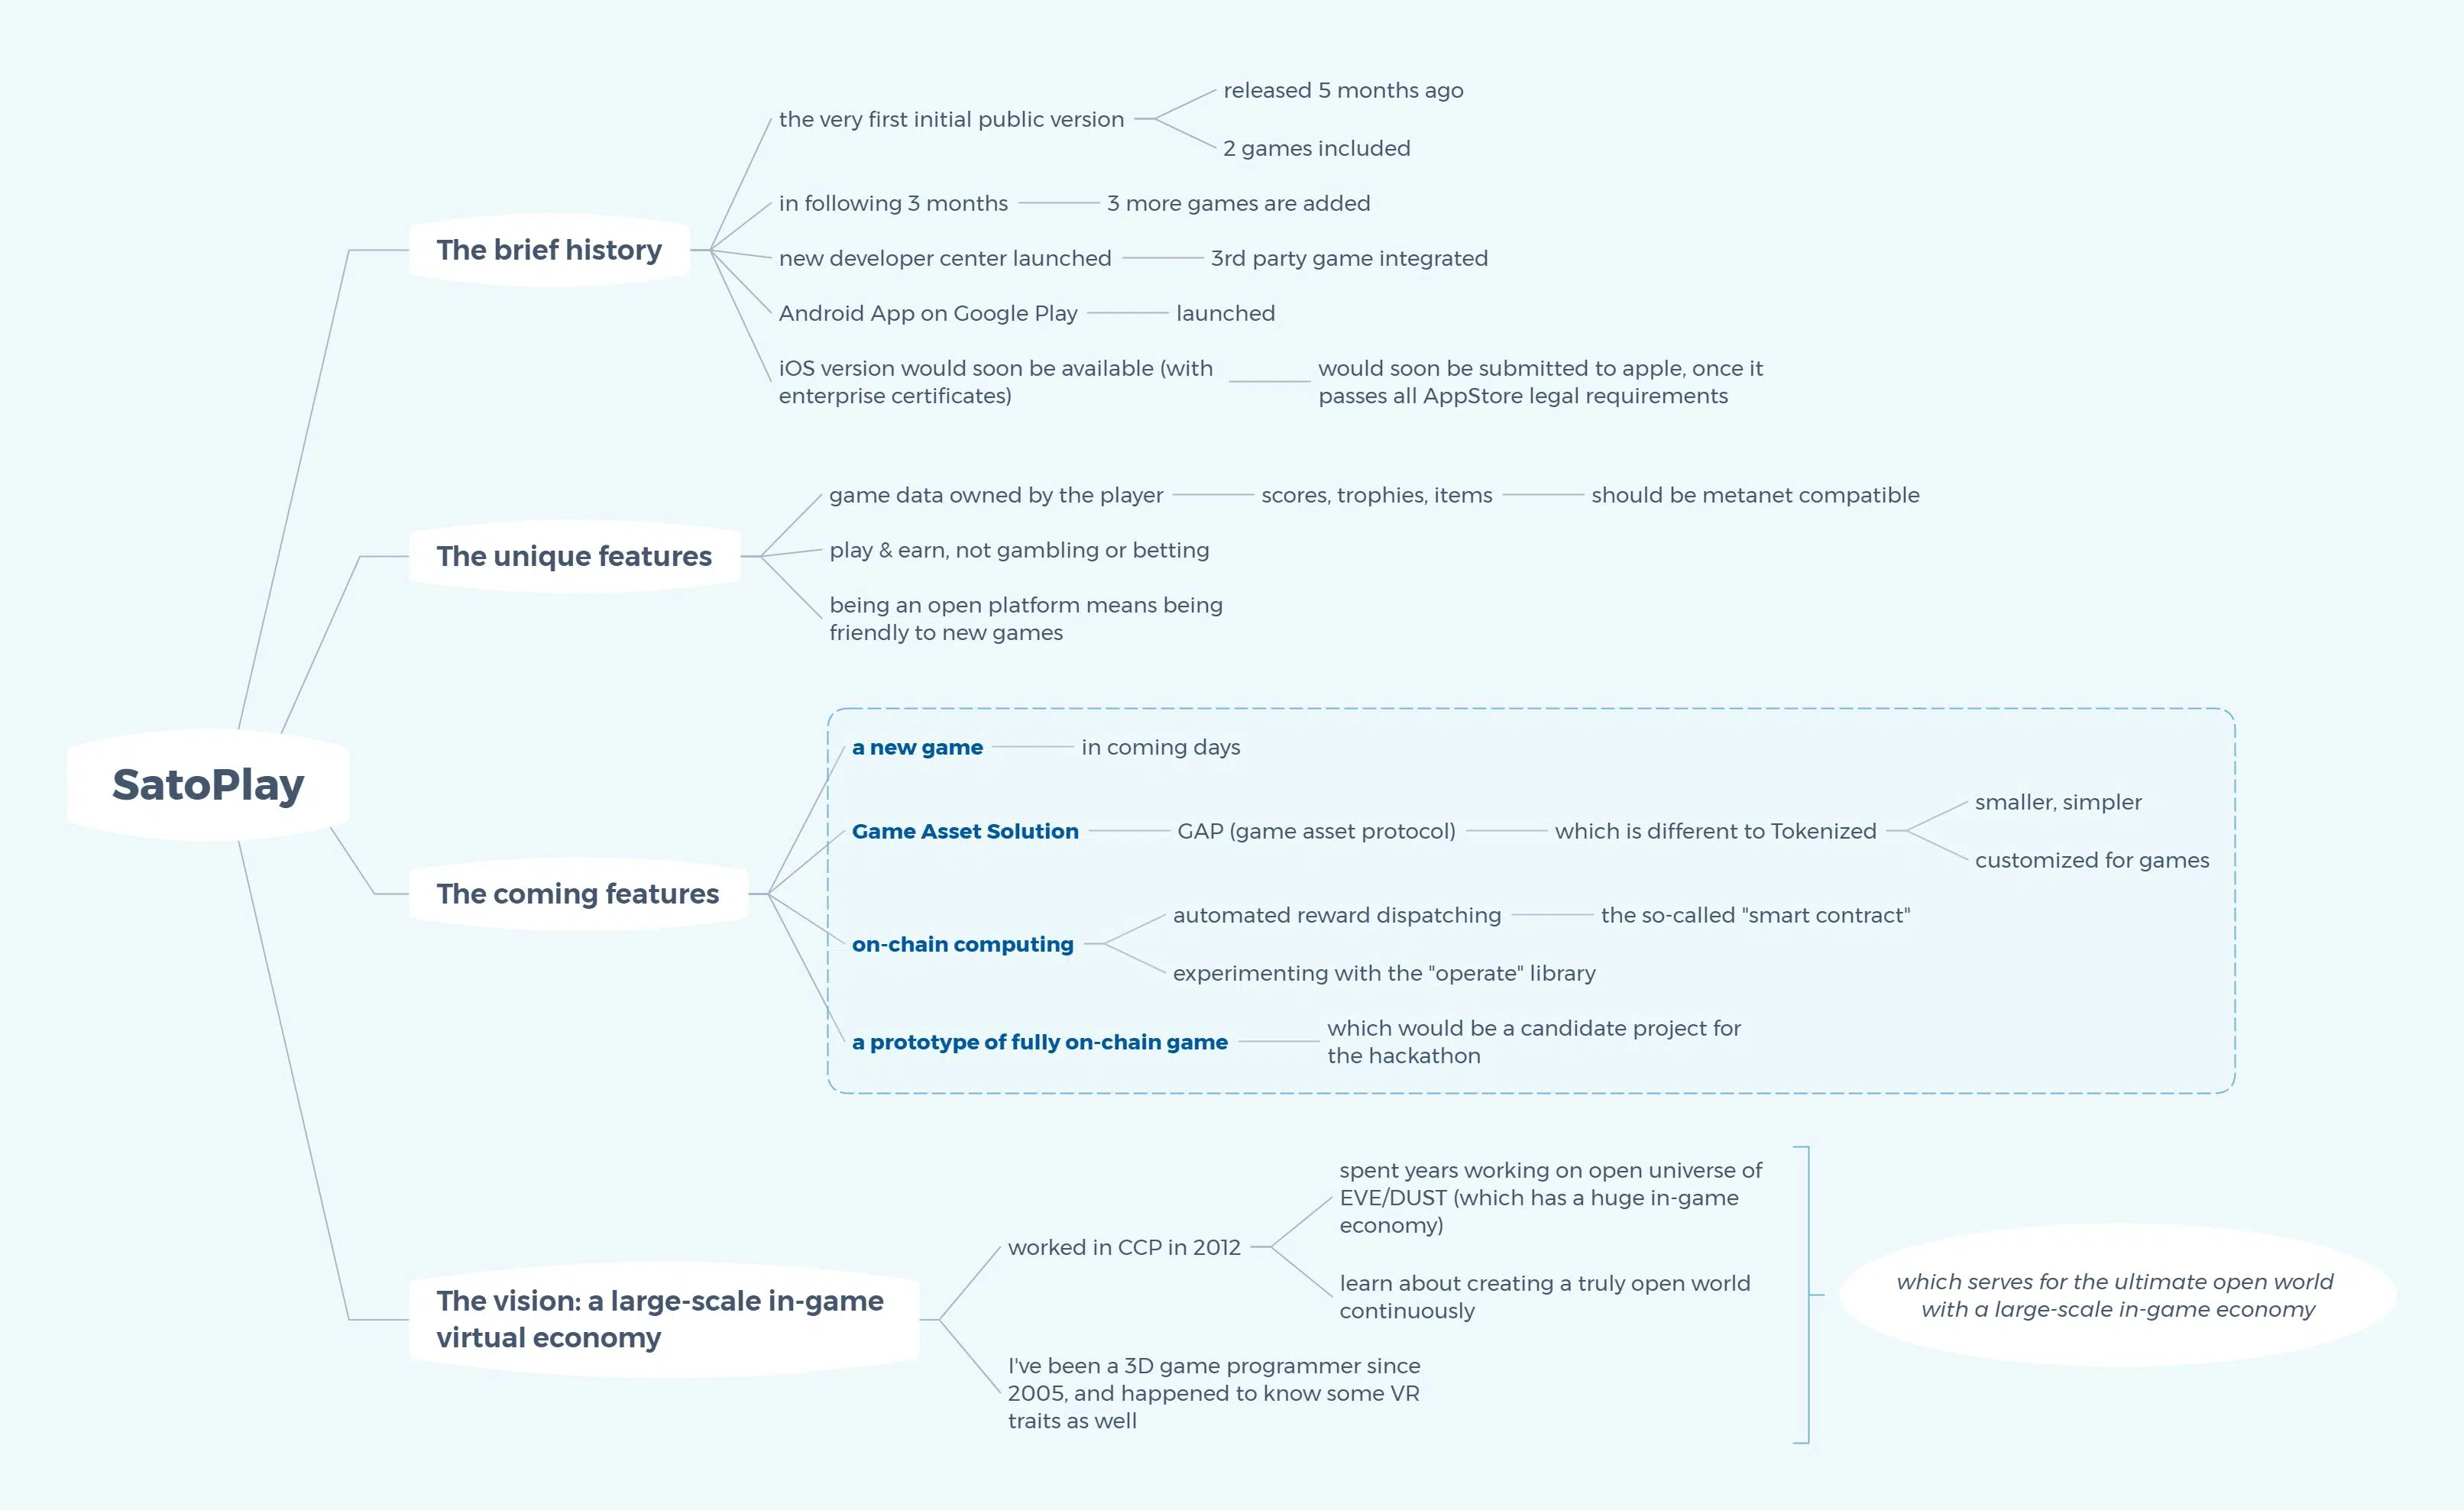 SatoPlay
The brief history
the very first initial public version
released 5 months ago
2 games included
in following 3 months
3 more games are added
new developer center launched
3rd party game integrated
Android App on Google Play
launched
iOS version would soon be available (with
enterprise certificates)
would soon be submitted to apple, once it
passes all AppStore legal requirements
The unique features
game data owned by the player
scores, trophies, items
should be metanet compatible
play & earn, not gambling or betting
being an open platform means being
friendly to new games
The coming features
a new game
in coming days
Game Asset Solution
GAP (game asset protocol)
which is different to Tokenized
smaller, simpler
customized for games
on-chain computing
automated reward dispatching
the so-called "smart contract"
experimenting with the "operate" library
a prototype of fully on-chain game
which would be a candidate project for
the hackathon
The vision: a large-scale in-game
virtual economy
worked in CCP in 2012
spent years working on open universe of
EVE/DUST (which has a huge in-game
economy)
learn about creating a truly open world
continuously
I've been a 3D game programmer since
2005, and happened to know some VR
traits as well
which serves for the ultimate open world
with a large-scale in-game economy